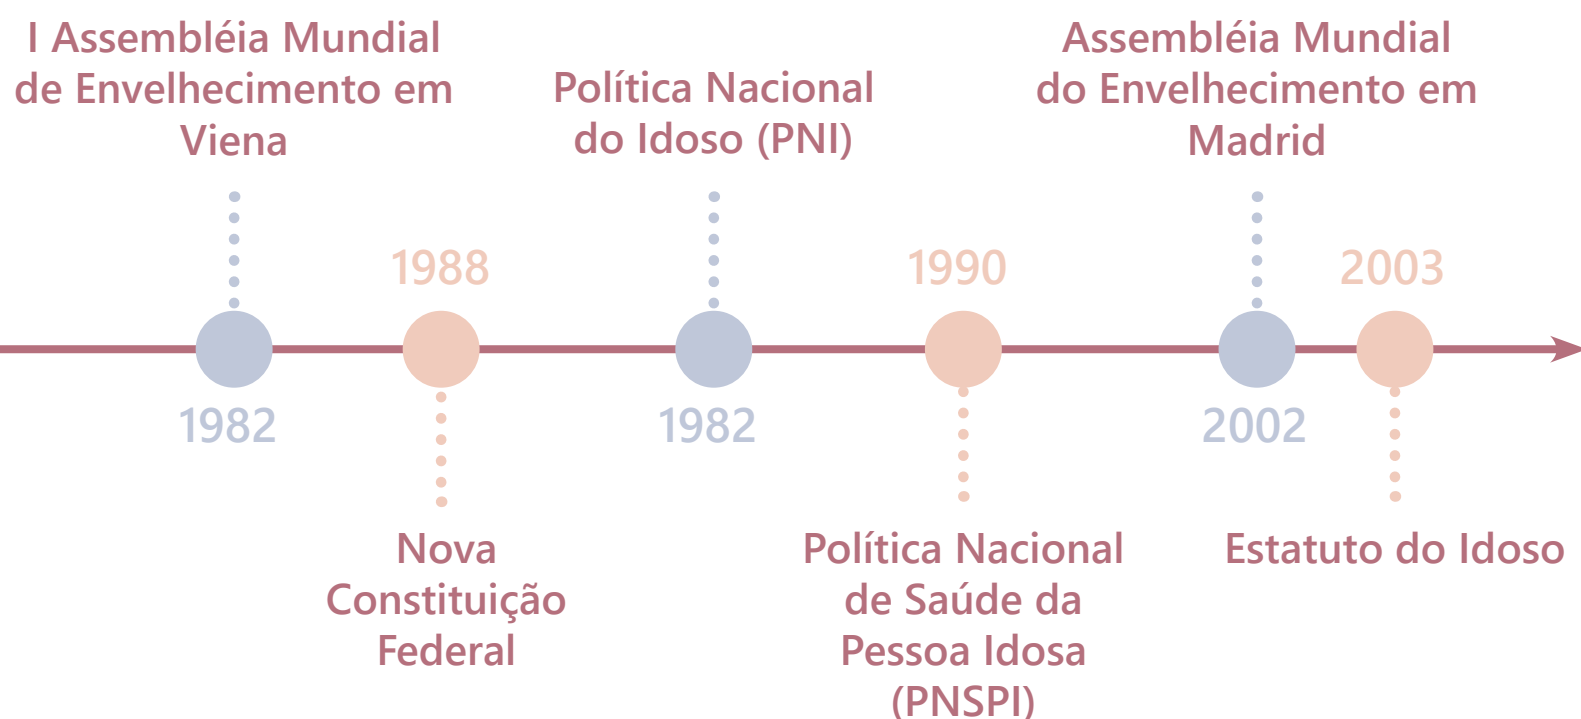 I Assembléia Mundial
de Envelhecimento em
Viena
Política Nacional
do Idoso (PNI)
Assembléia Mundial
do Envelhecimento em
Madrid
1988
1990
2003
1982
1982
2002
Nova
Constituição
Federal
Política Nacional
de Saúde da
Pessoa Idosa
(PNSPI)
Estatuto do Idoso